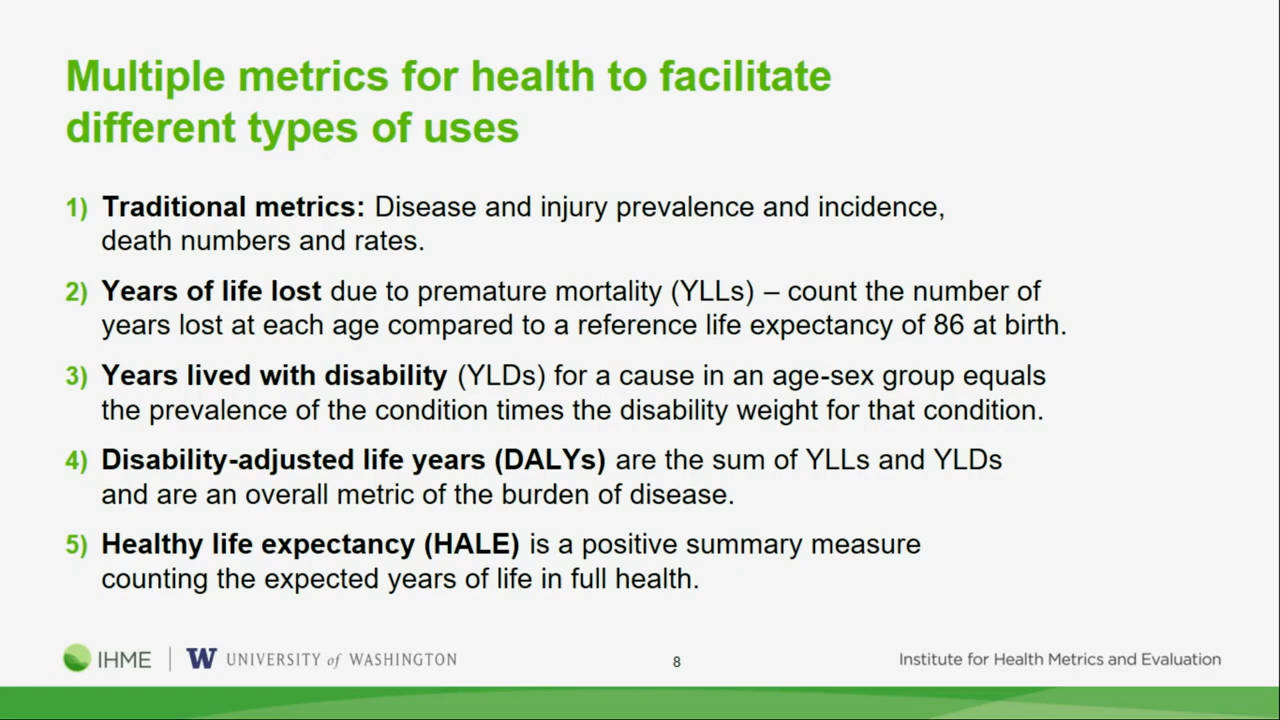 Multiple metrics for health to facilitate
different types of uses
1) Traditional metrics: Disease and injury prevalence and incidence,
death numbers and rates.
2) Years of life lost due to premature mortality (YLLs) – count the number of
years lost at each age compared to a reference life expectancy of 86 at birth.
3) Years lived with disability (YLDs) for a cause in an age-sex group equals
the prevalence of the condition times the disability weight for that condition.
4) Disability-adjusted life years (DALYs) are the sum of YLLs and YLDs
and are an overall metric of the burden of disease.
5) Healthy life expectancy (HALE) is a positive summary measure
counting the expected years of life in full health.
IHME | W UNIVERSITY of WASHINGTON 8 Institute for Health Metrics and Evaluation